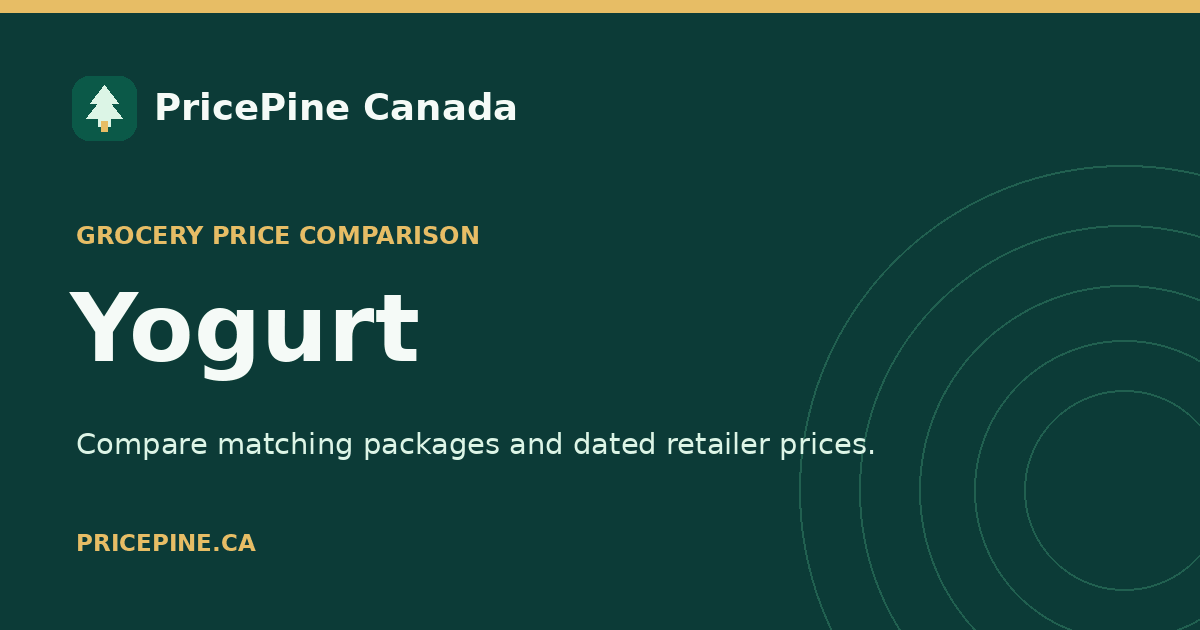 PricePine Canada
GROCERY PRICE COMPARISON
Yogurt
Compare matching packages and dated retailer prices.
PRICEPINE.CA